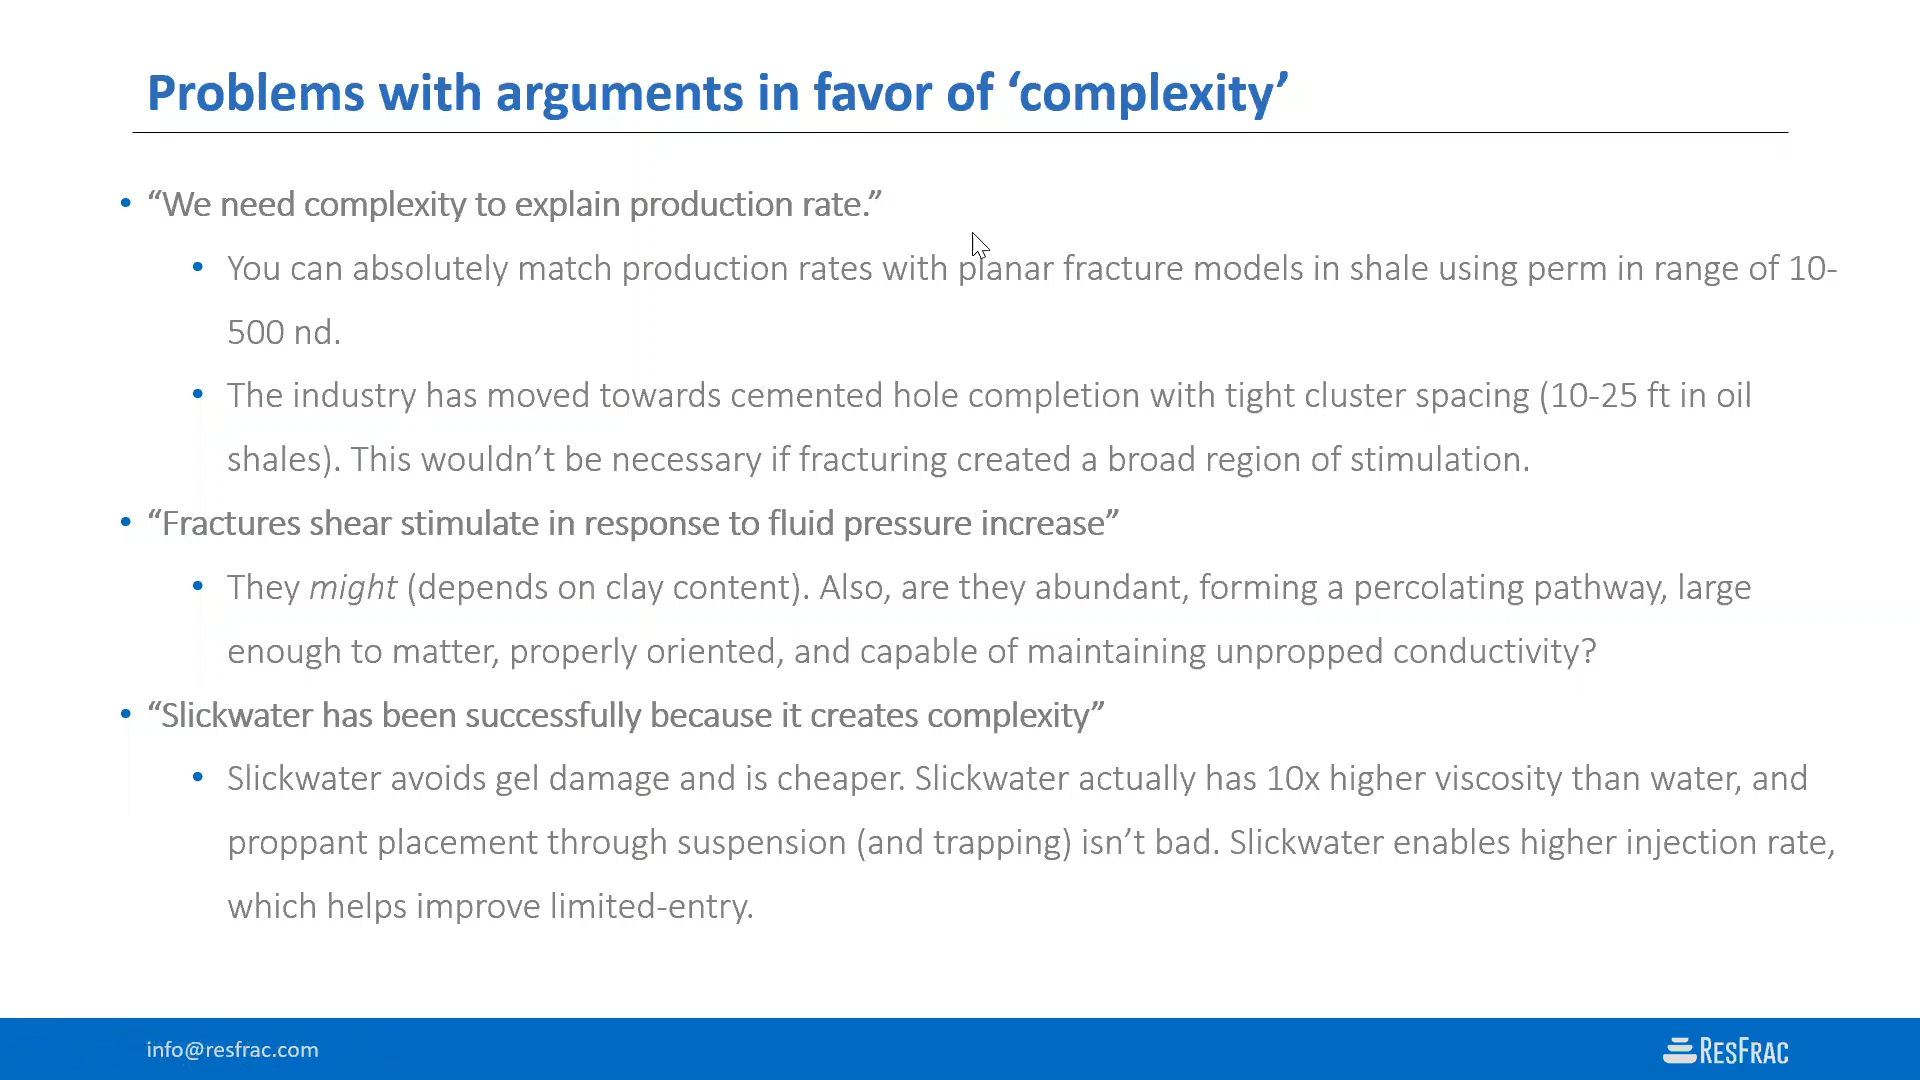 Problems with arguments in favor of ‘complexity’
• “We need complexity to explain production rate.”
• You can absolutely match production rates with planar fracture models in shale using perm in range of 10-
500 nd.
• The industry has moved towards cemented hole completion with tight cluster spacing (10-25 ft in oil
shales). This wouldn’t be necessary if fracturing created a broad region of stimulation.
• “Fractures shear stimulate in response to fluid pressure increase”
• They might (depends on clay content). Also, are they abundant, forming a percolating pathway, large
enough to matter, properly oriented, and capable of maintaining unpropped conductivity?
• “Slickwater has been successfully because it creates complexity”
• Slickwater avoids gel damage and is cheaper. Slickwater actually has 10x higher viscosity than water, and
proppant placement through suspension (and trapping) isn’t bad. Slickwater enables higher injection rate,
which helps improve limited-entry.
info@resfrac.com
RESFRAC